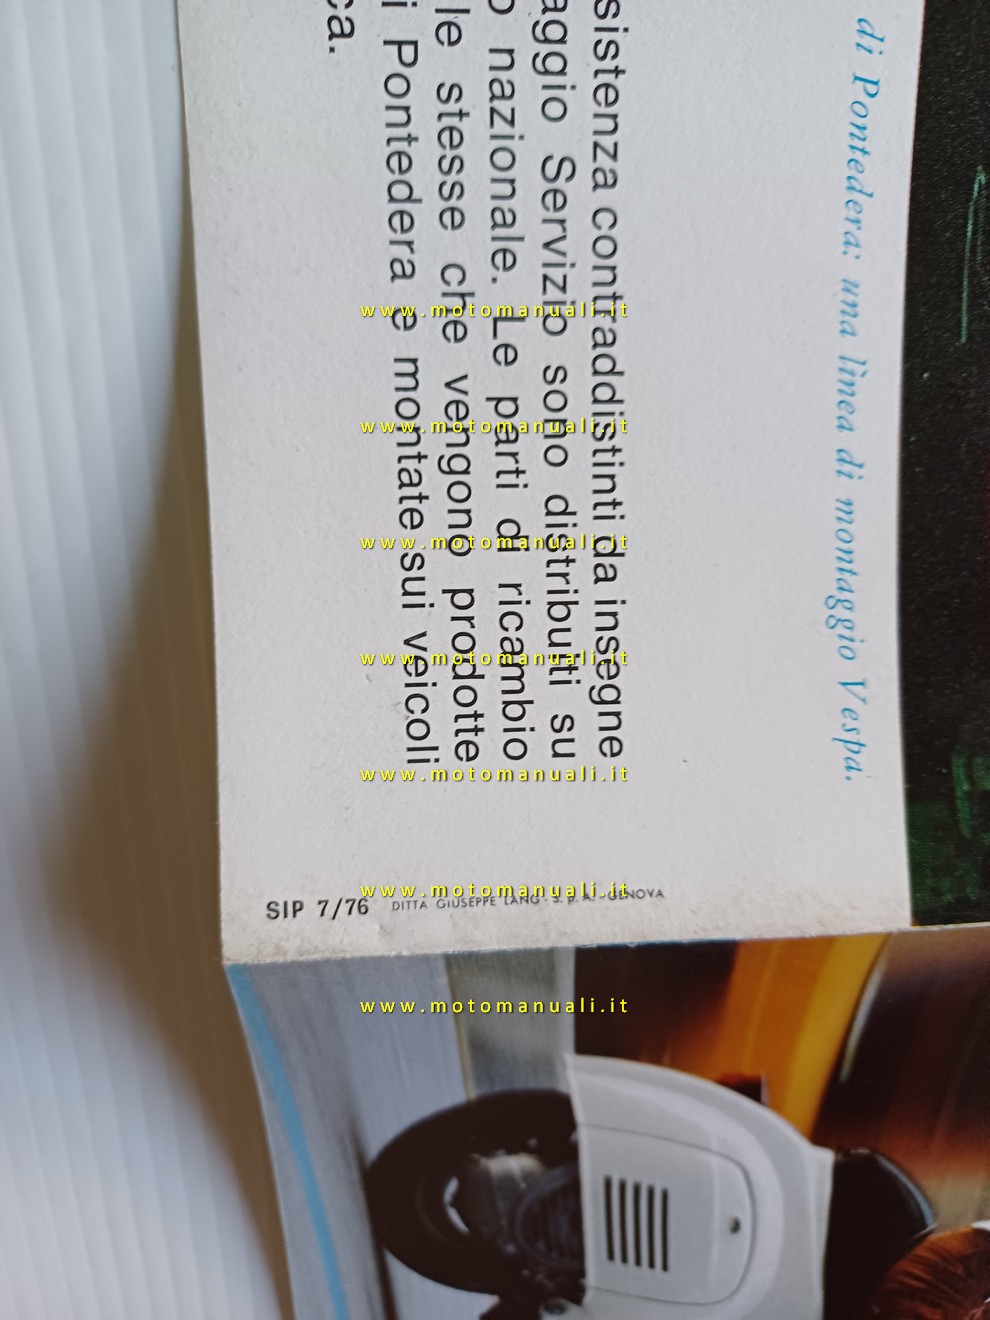 di Pontedera: una linea di montaggio Vespa.
sistenza contraddistinti da insegne
aggio Servizio sono distribuiti su
o nazionale. Le parti di ricambio
le stesse che vengono prodotte
i Pontedera e montate sui veicoli
ca.
SIP 7/76 DITTA GIUSEPPE LANG - S. p. A. - GENOVA
www.motomanuali.it
www.motomanuali.it
www.motomanuali.it
www.motomanuali.it
www.motomanuali.it
www.motomanuali.it
www.motomanuali.it